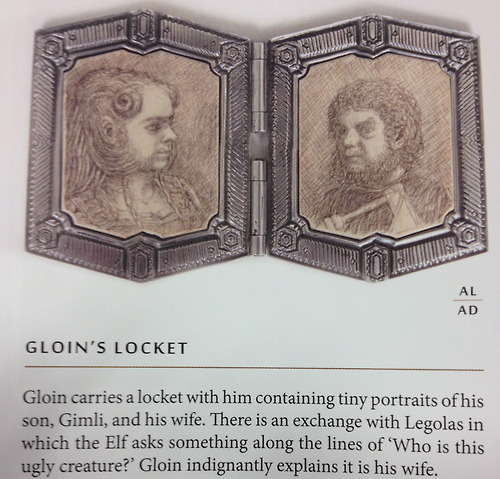 AL
AD
GLOIN'S LOCKET
Gloin carries a locket with him containing tiny portraits of his
son, Gimli, and his wife. There is an exchange with Legolas in
which the Elf asks something along the lines of ‘Who is this
ugly creature?’ Gloin indignantly explains it is his wife.